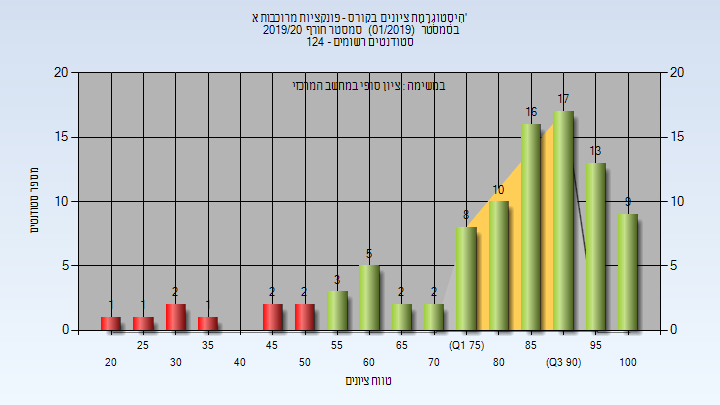 היסטוגרמת ציונים בקורס - פונקציות מרוכבות א'
בסמסטר (01/2019) סמסטר חורף 2019/20
סטודנטים רשומים - 124
במשימה : ציון סופי במחשב המרכזי
20 20
15 15
10 10
5 5
0 0
מספר סטודנטים
1 1 2 1 2 2 3 5 2 2 8 10 16 17 13 9
25 35 45 55 65 (Q1 75) 85 95
20 30 40 50 60 70 80 (Q3 90) 100
טווח ציונים